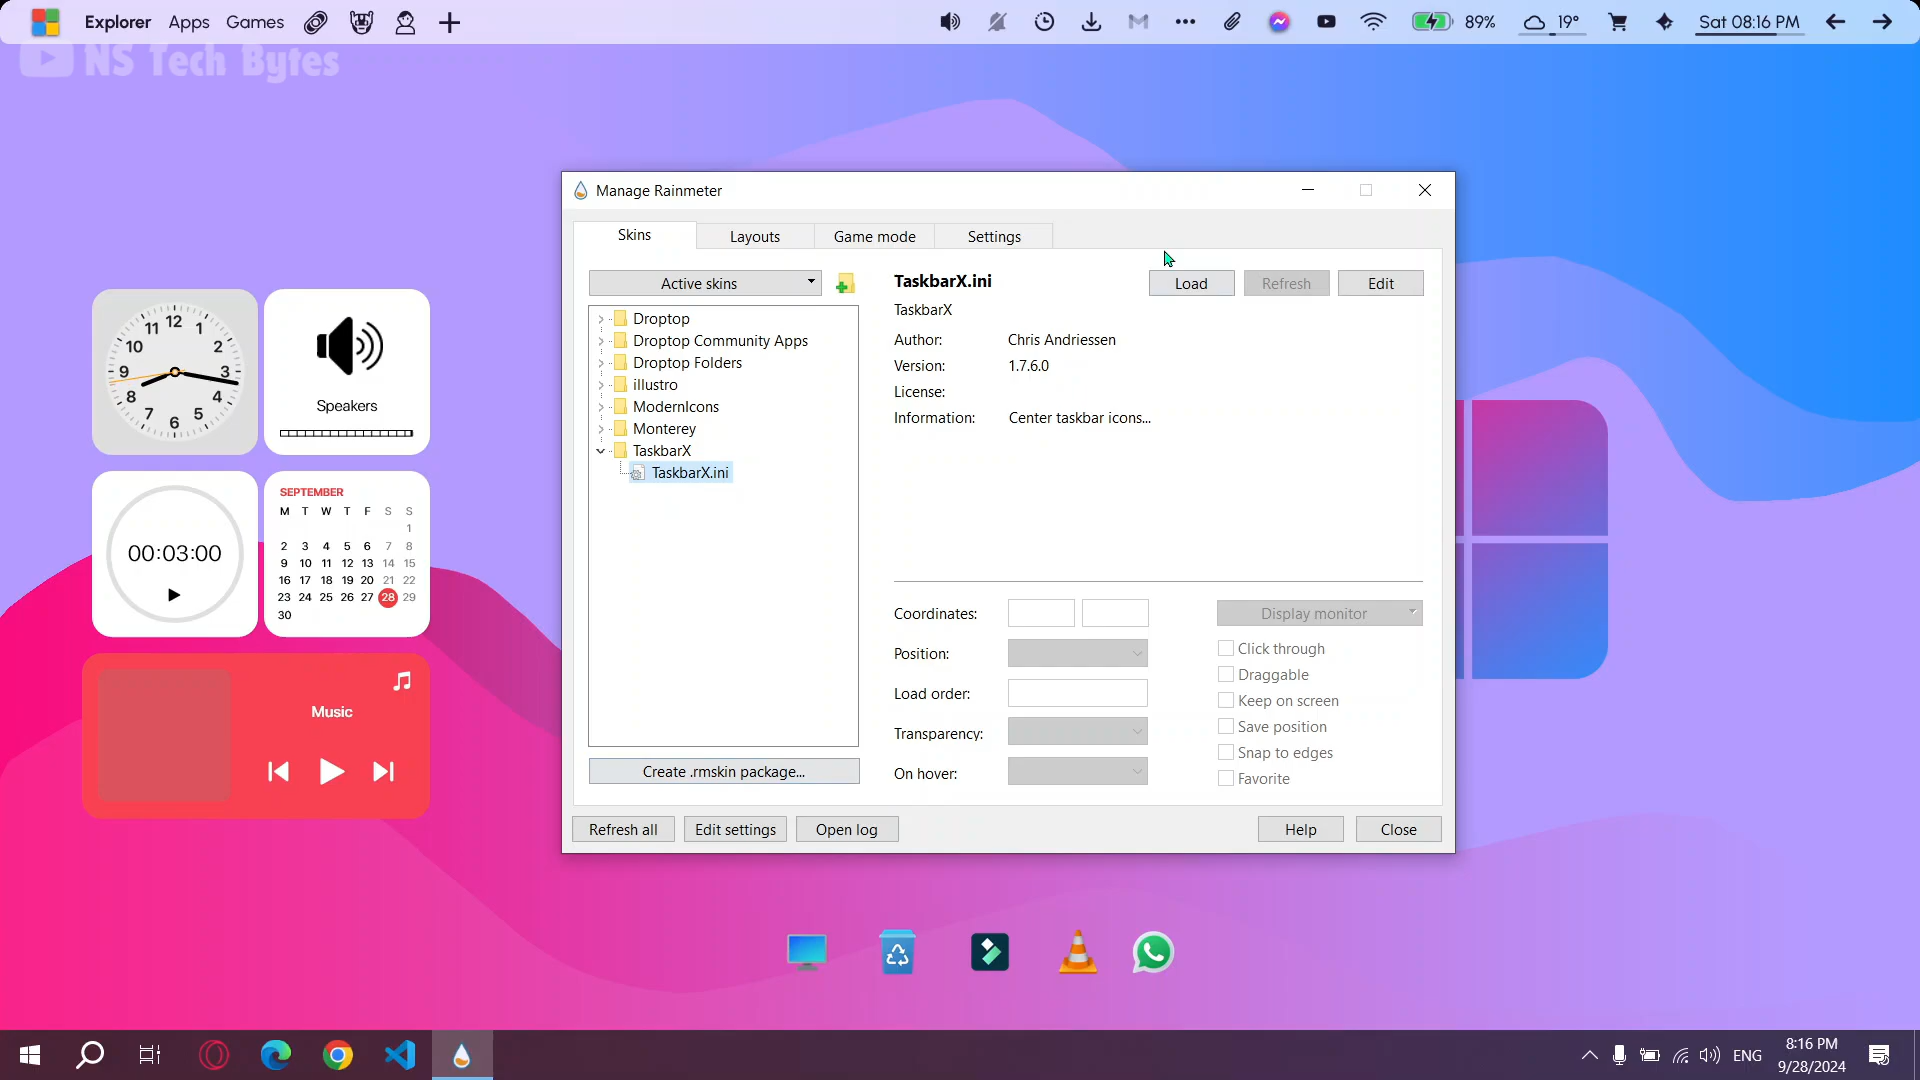 Explorer Apps Games
89% 19° Sat 08:16 PM
NS Tech Bytes
Manage Rainmeter
Skins Layouts Game mode Settings
Active skins
Droptop
Droptop Community Apps
Droptop Folders
illustro
ModernIcons
Monterey
TaskbarX
TaskbarX.ini
Create .rmskin package...
TaskbarX.ini
Load Refresh Edit
TaskbarX
Author: Chris Andriessen
Version: 1.7.6.0
License:
Information: Center taskbar icons...
Coordinates:
Position:
Load order:
Transparency:
On hover:
Display monitor
Click through
Draggable
Keep on screen
Save position
Snap to edges
Favorite
Refresh all Edit settings Open log Help Close
12 1 2 3 4 5 6 7 8 9 10 11
Speakers
00:03:00
SEPTEMBER
M T W T F S S
1
2 3 4 5 6 7 8
9 10 11 12 13 14 15
16 17 18 19 20 21 22
23 24 25 26 27 28 29
30
Music
ENG
8:16 PM
9/28/2024